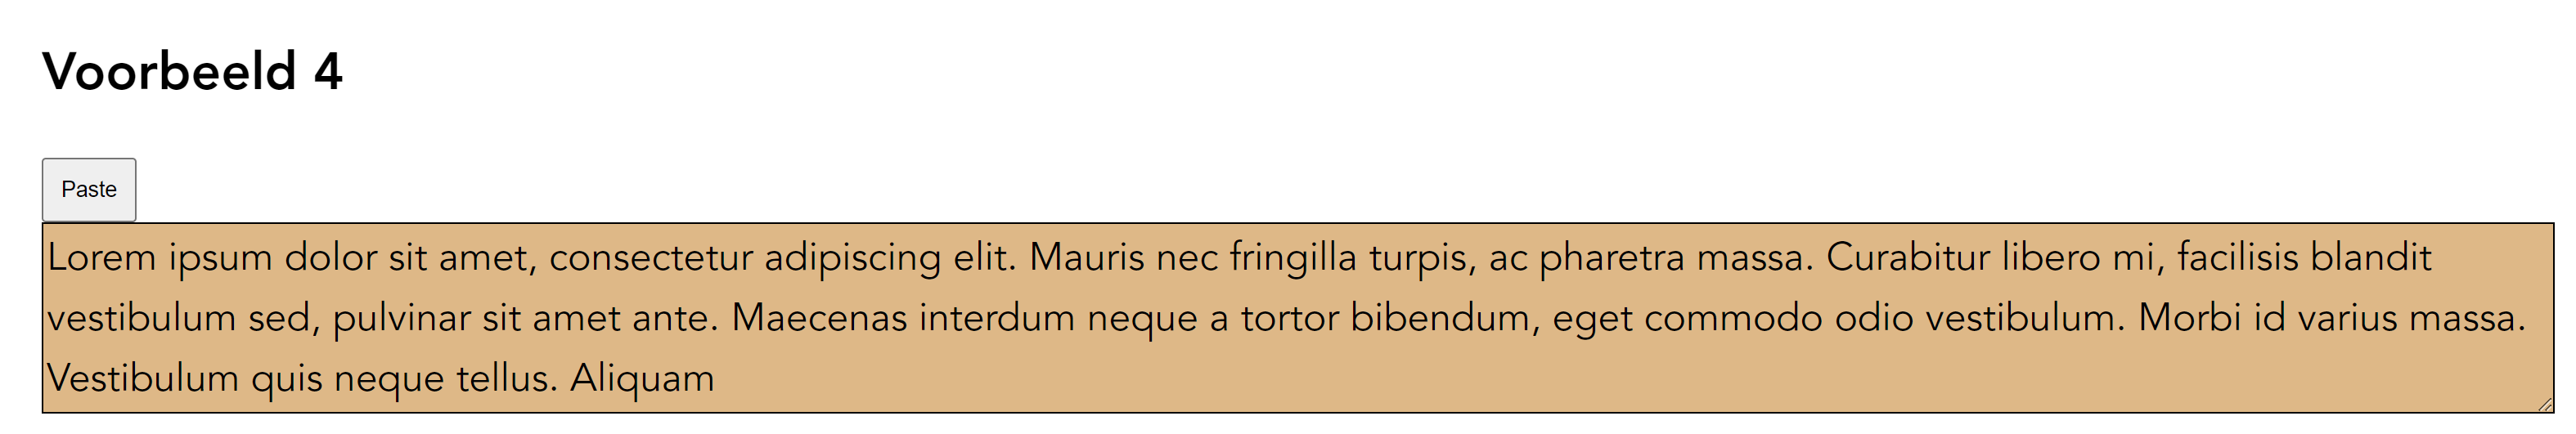 Voorbeeld 4
Paste
Lorem ipsum dolor sit amet, consectetur adipiscing elit. Mauris nec fringilla turpis, ac pharetra massa. Curabitur libero mi, facilisis blandit
vestibulum sed, pulvinar sit amet ante. Maecenas interdum neque a tortor bibendum, eget commodo odio vestibulum. Morbi id varius massa.
Vestibulum quis neque tellus. Aliquam